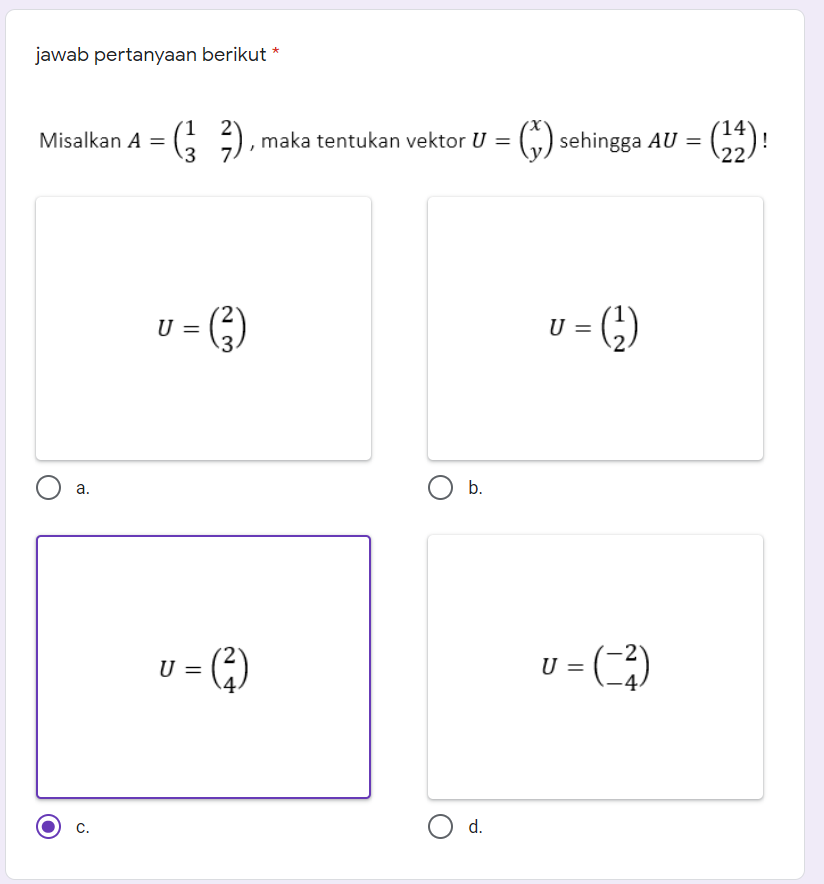 jawab pertanyaan berikut *
Misalkan A = (1 2
3 7), maka tentukan vektor U = (x
y) sehingga AU = (14
22)!
U = (2
3)
U = (1
2)
a.
b.
U = (2
4)
U = (−2
−4)
c.
d.